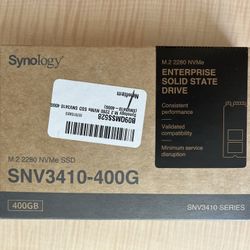 Synology
M.2 2280 NVMe
ENTERPRISE
SOLID STATE
DRIVE
Consistent
performance
Validated
compatibility
Minimum service
disruption
M.2 2280 NVMe SSD
SNV3410-400G
400GB
SNV3410 SERIES